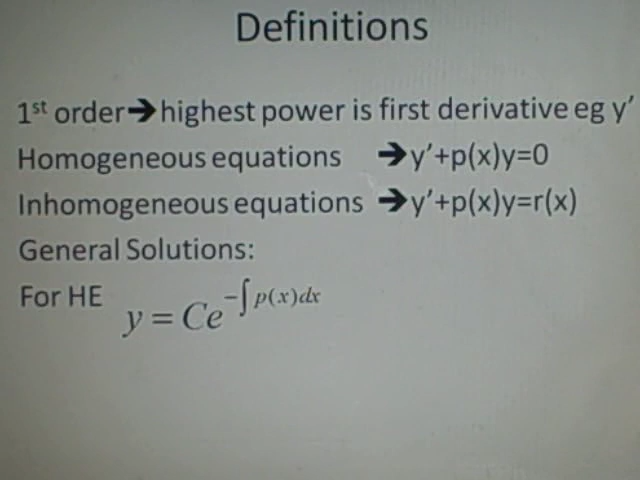 Definitions
1st order➔highest power is first derivative eg y'
Homogeneous equations ➔y'+p(x)y=0
Inhomogeneous equations ➔y'+p(x)y=r(x)
General Solutions:
For HE y = Ce^{-∫p(x)dx}